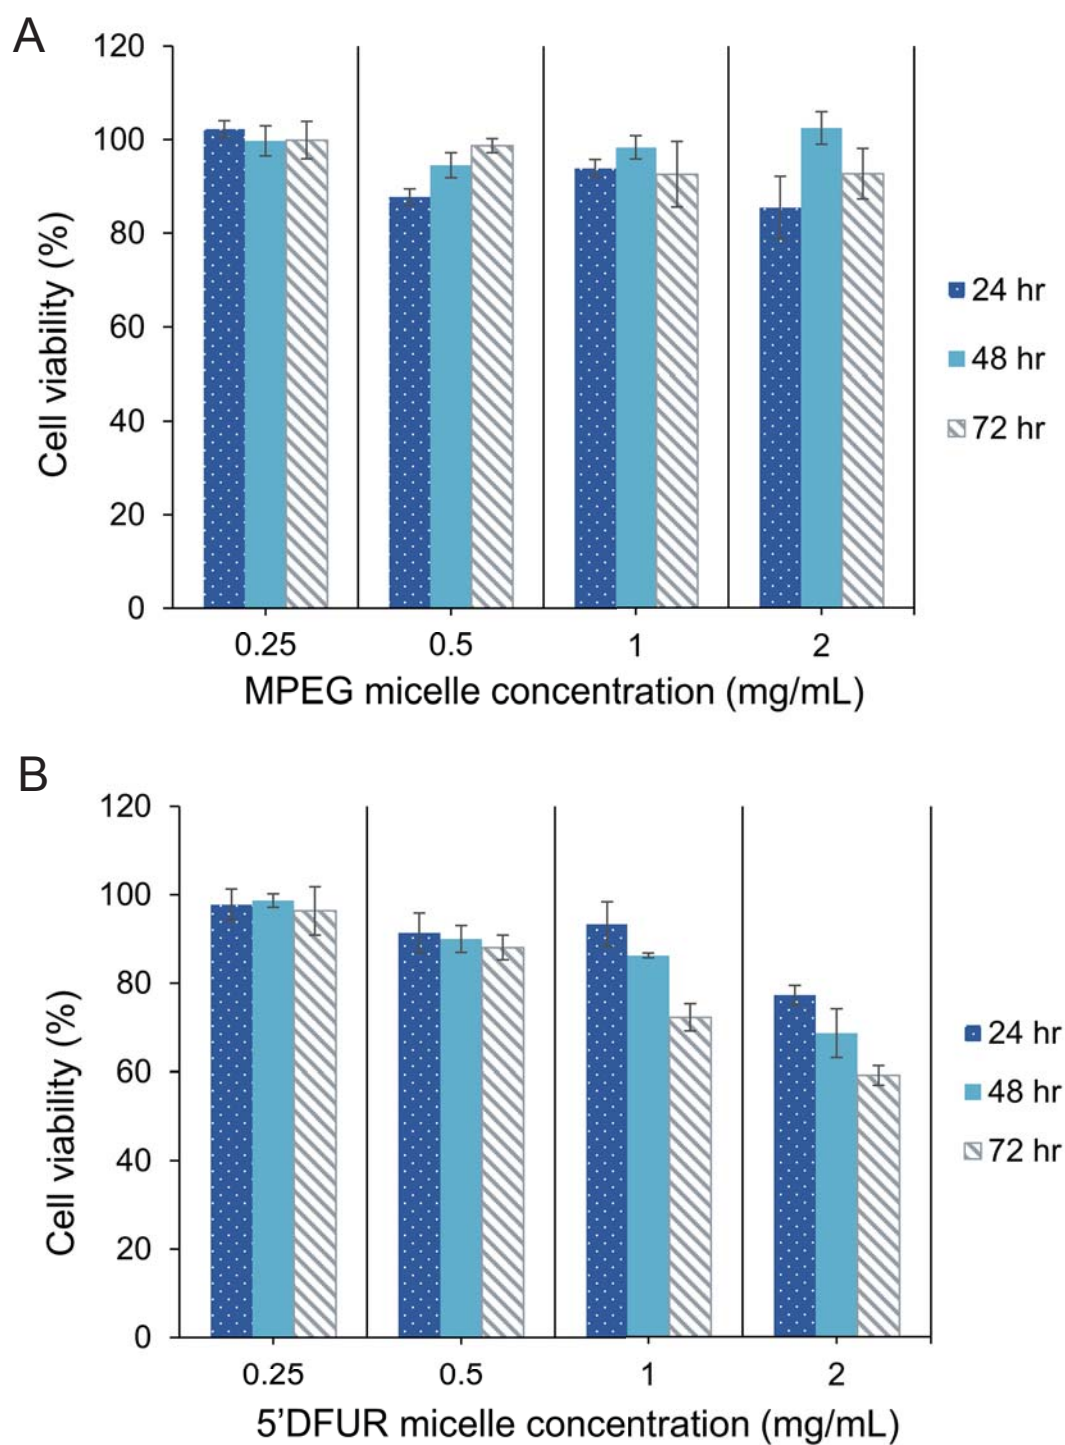 A
120
100
80
60
40
20
0
Cell viability (%)
0.25 0.5 1 2
MPEG micelle concentration (mg/mL)
24 hr
48 hr
72 hr
B
120
100
80
60
40
20
0
Cell viability (%)
0.25 0.5 1 2
5’DFUR micelle concentration (mg/mL)
24 hr
48 hr
72 hr